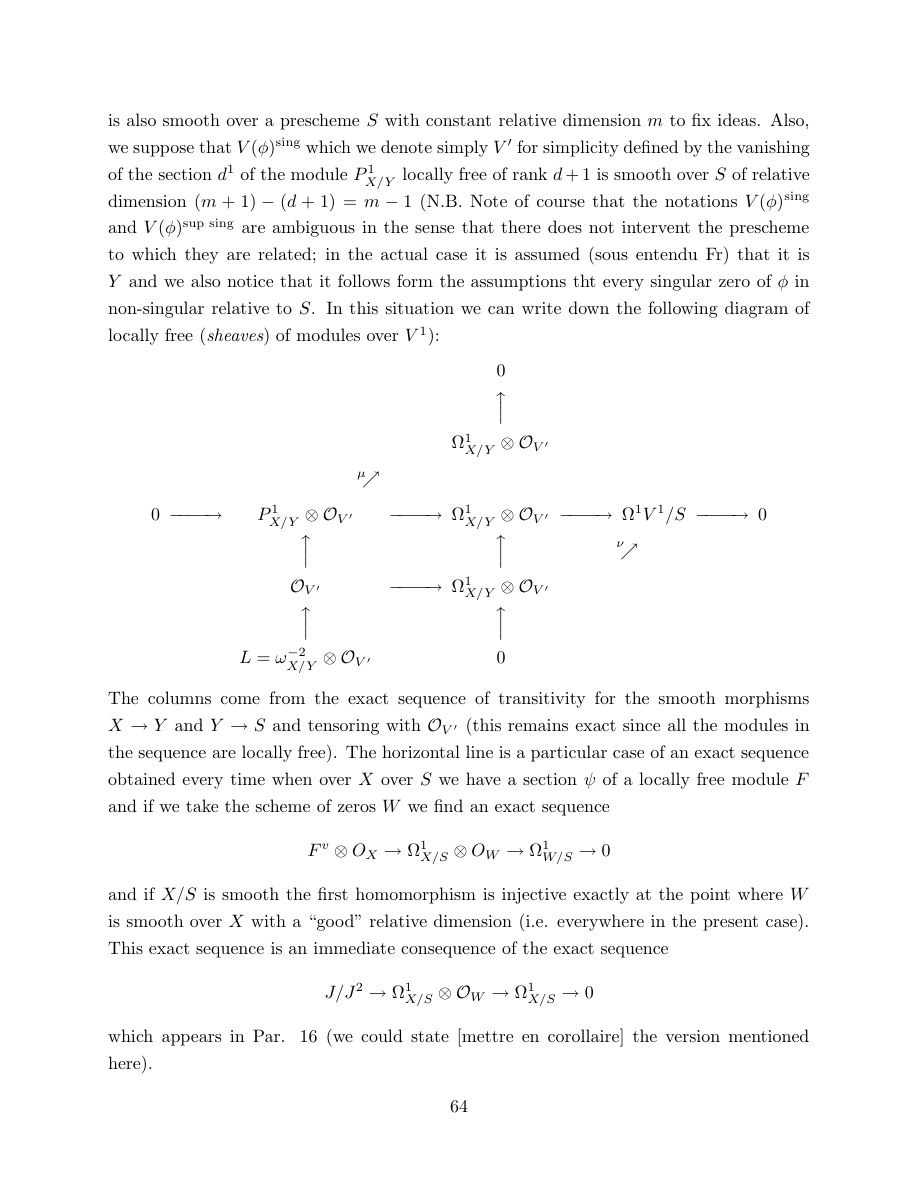 is also smooth over a prescheme S with constant relative dimension m to fix ideas. Also,
we suppose that V(ϕ)^sing which we denote simply V′ for simplicity defined by the vanishing
of the section d^1 of the module P^1_{X/Y} locally free of rank d + 1 is smooth over S of relative
dimension (m + 1) − (d + 1) = m − 1 (N.B. Note of course that the notations V(ϕ)^sing
and V(ϕ)^sup sing are ambiguous in the sense that there does not intervent the prescheme
to which they are related; in the actual case it is assumed (sous entendu Fr) that it is
Y and we also notice that it follows form the assumptions tht every singular zero of ϕ in
non-singular relative to S. In this situation we can write down the following diagram of
locally free (sheaves) of modules over V^1):
0
↑
Ω^1_{X/Y} ⊗ O_{V′}
μ↗
0 ⟶ P^1_{X/Y} ⊗ O_{V′} ⟶ Ω^1_{X/Y} ⊗ O_{V′} ⟶ Ω^1V^1/S ⟶ 0
↑ ↑ ν↗
O_{V′} ⟶ Ω^1_{X/Y} ⊗ O_{V′}
↑ ↑
L = ω^{−2}_{X/Y} ⊗ O_{V′} 0
The columns come from the exact sequence of transitivity for the smooth morphisms
X → Y and Y → S and tensoring with O_{V′} (this remains exact since all the modules in
the sequence are locally free). The horizontal line is a particular case of an exact sequence
obtained every time when over X over S we have a section ψ of a locally free module F
and if we take the scheme of zeros W we find an exact sequence
F^v ⊗ O_X → Ω^1_{X/S} ⊗ O_W → Ω^1_{W/S} → 0
and if X/S is smooth the first homomorphism is injective exactly at the point where W
is smooth over X with a “good” relative dimension (i.e. everywhere in the present case).
This exact sequence is an immediate consequence of the exact sequence
J/J^2 → Ω^1_{X/S} ⊗ O_W → Ω^1_{X/S} → 0
which appears in Par. 16 (we could state [mettre en corollaire] the version mentioned
here).
64